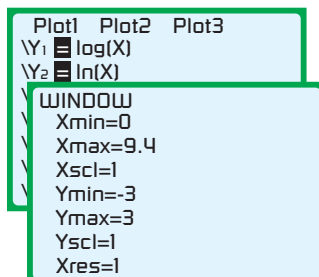 Plot1 Plot2 Plot3
\Y₁ = log(X)
\Y₂ = ln(X)
\
\
\
\
\
WINDOW
Xmin=0
Xmax=9.4
Xscl=1
Ymin=-3
Ymax=3
Yscl=1
Xres=1